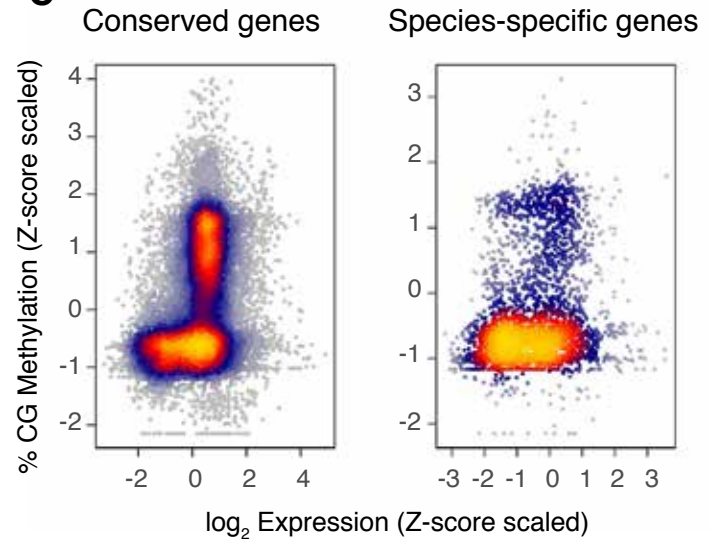 Conserved genes
Species-specific genes
% CG Methylation (Z-score scaled)
4
3
2
1
0
-1
-2
3
2
1
0
-1
-2
-2 0 2 4
-3 -2 -1 0 1 2 3
log2 Expression (Z-score scaled)